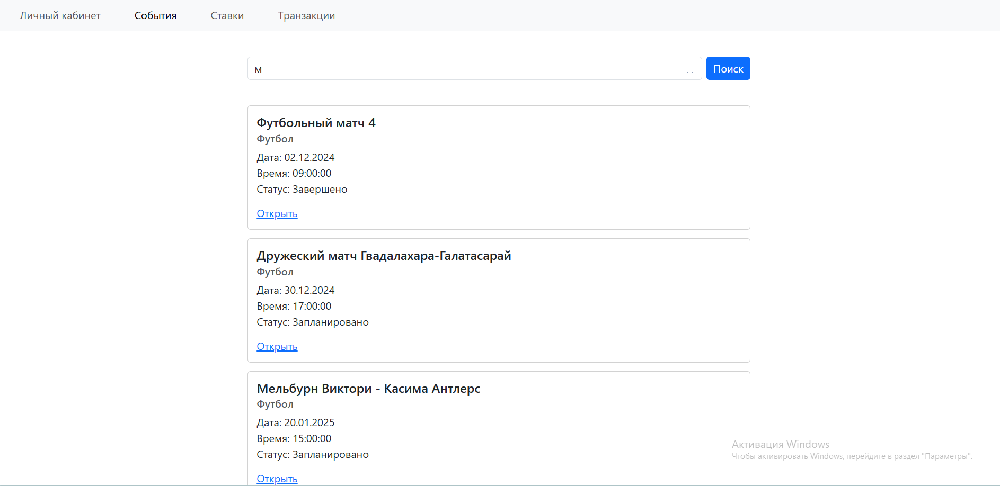 Личный кабинет События Ставки Транзакции
м Поиск
Футбольный матч 4
Футбол
Дата: 02.12.2024
Время: 09:00:00
Статус: Завершено
Открыть
Дружеский матч Гвадалахара-Галатасарай
Футбол
Дата: 30.12.2024
Время: 17:00:00
Статус: Запланировано
Открыть
Мельбурн Виктори - Касима Антлерс
Футбол
Дата: 20.01.2025
Время: 15:00:00
Статус: Запланировано
Открыть
Активация Windows
Чтобы активировать Windows, перейдите в раздел "Параметры".